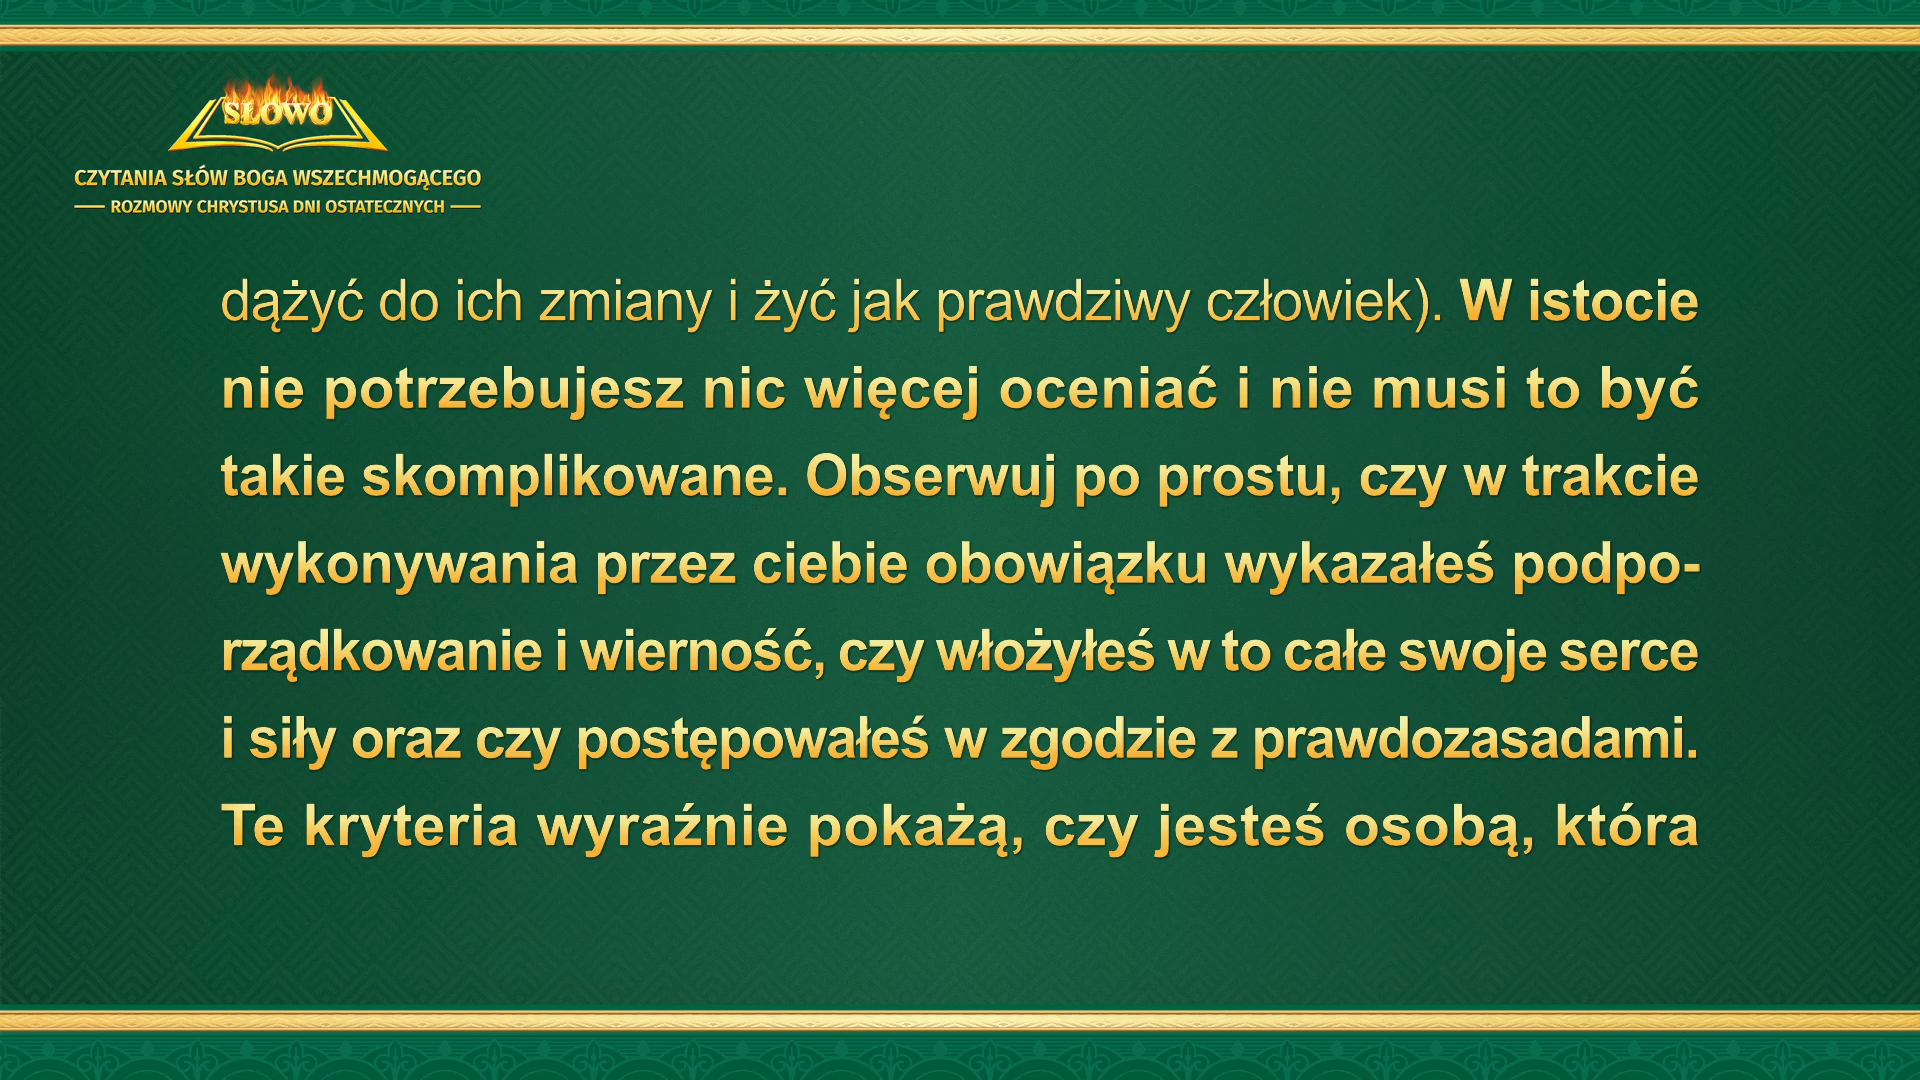 SŁOWO
CZYTANIA SŁÓW BOGA WSZECHMOGĄCEGO
ROZMOWY CHRYSTUSA DNI OSTATECZNYCH
dążyć do ich zmiany i żyć jak prawdziwy człowiek). W istocie
nie potrzebujesz nic więcej oceniać i nie musi to być
takie skomplikowane. Obserwuj po prostu, czy w trakcie
wykonywania przez ciebie obowiązku wykazałeś podpo-
rządkowanie i wierność, czy włożyłeś w to całe swoje serce
i siły oraz czy postępowałeś w zgodzie z prawdozasadami.
Te kryteria wyraźnie pokażą, czy jesteś osobą, która